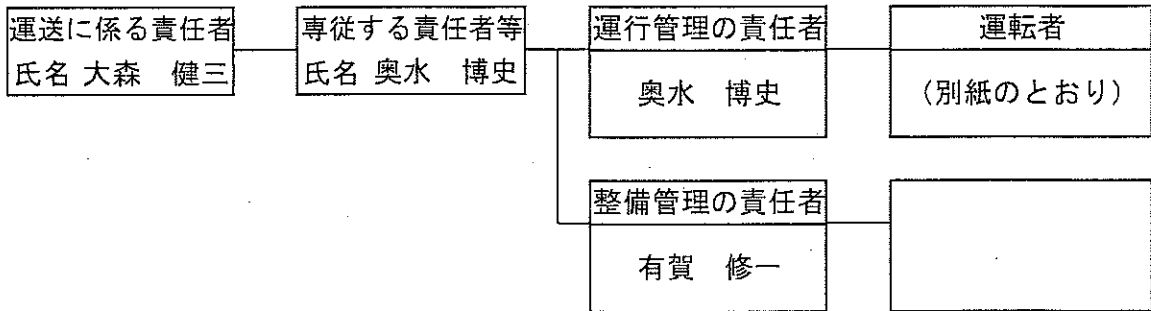 運送に係る責任者
氏名 大森 健三
専従する責任者等
氏名 奥水 博史
運行管理の責任者
奥水 博史
運転者
(別紙のとおり)
整備管理の責任者
有賀 修一